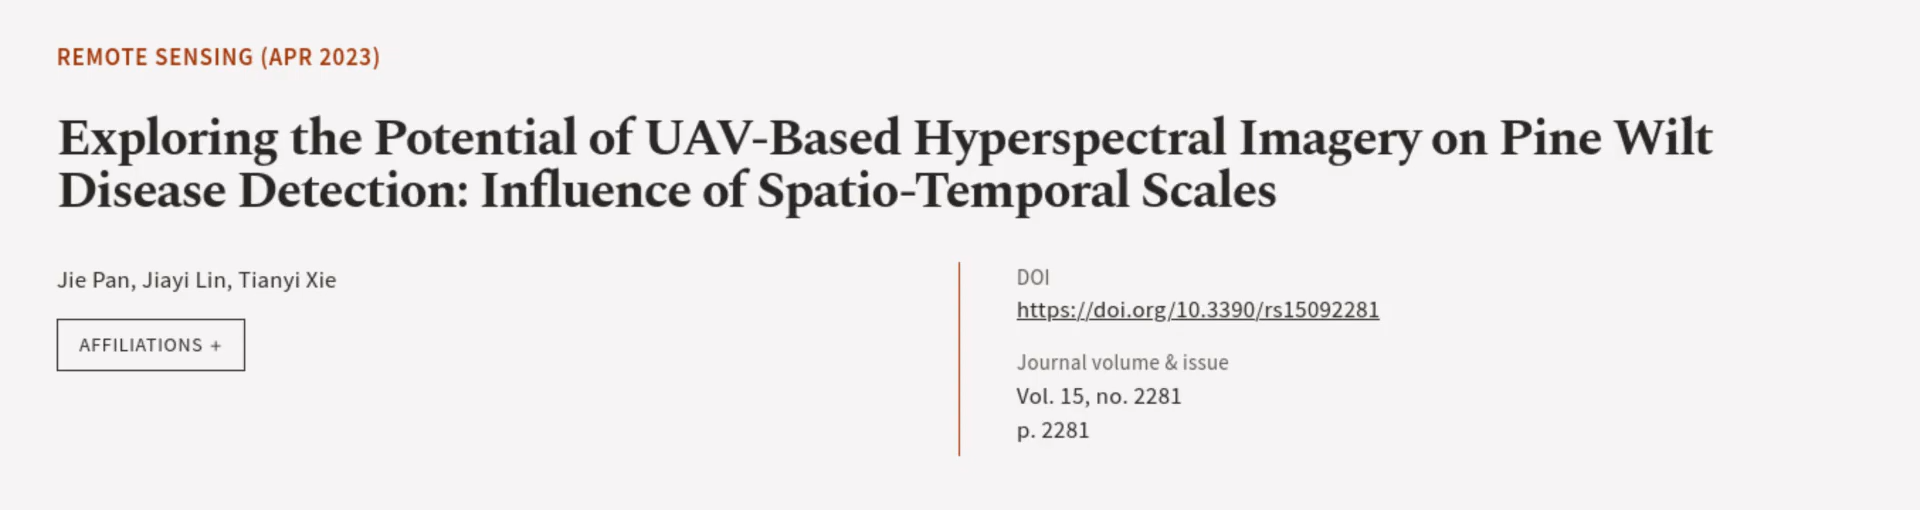 REMOTE SENSING (APR 2023)
Exploring the Potential of UAV-Based Hyperspectral Imagery on Pine Wilt
Disease Detection: Influence of Spatio-Temporal Scales
Jie Pan, Jiayi Lin, Tianyi Xie
AFFILIATIONS +
DOI
https://doi.org/10.3390/rs15092281
Journal volume & issue
Vol. 15, no. 2281
p. 2281